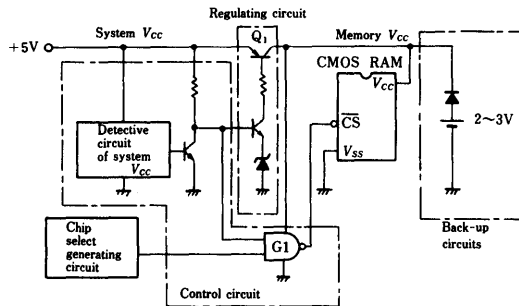 Regulating circuit
System Vcc
Q1
Memory Vcc
+5V
CMOS RAM
Vcc
Detective
circuit
of system
Vcc
CS
2~3V
Vss
Chip
select
generating
circuit
G1
Back-up
circuits
Control circuit